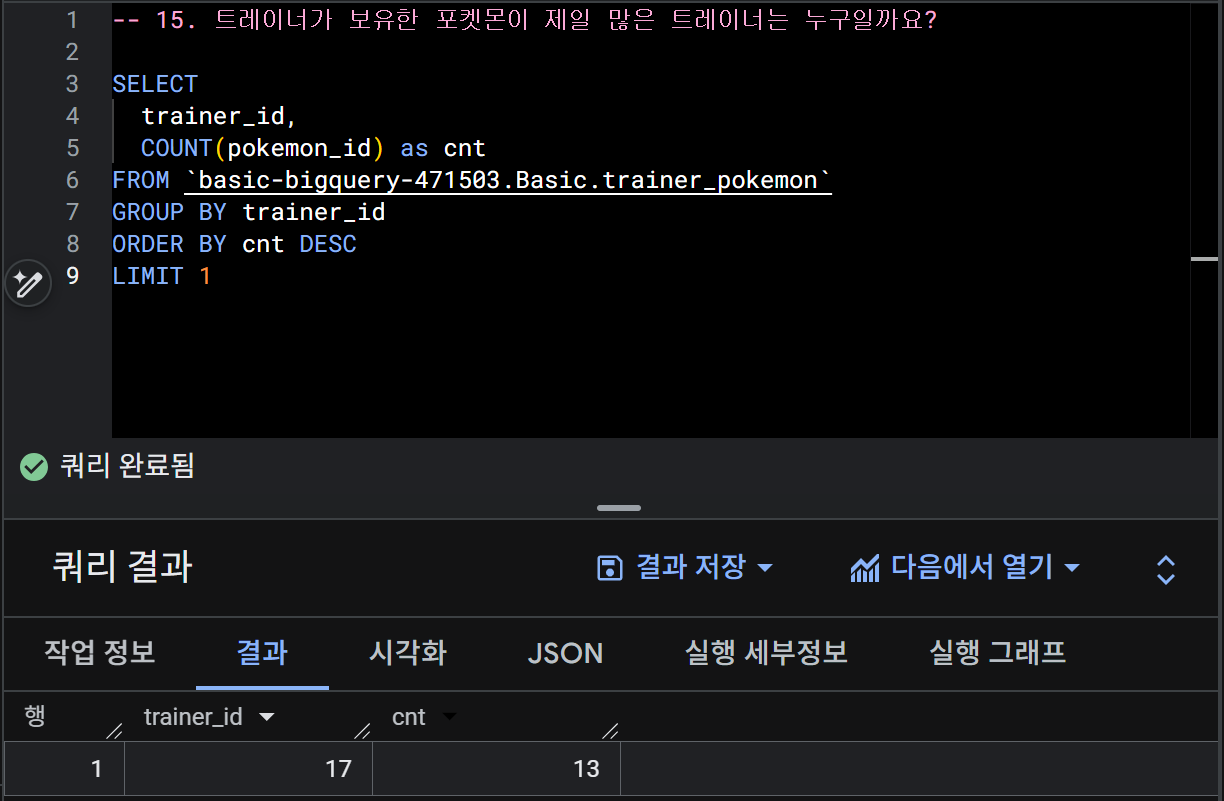 1 -- 15. 트레이너가 보유한 포켓몬이 제일 많은 트레이너는 누구일까요?
2
3 SELECT
4 trainer_id,
5 COUNT(pokemon_id) as cnt
6 FROM `basic-bigquery-471503.Basic.trainer_pokemon`
7 GROUP BY trainer_id
8 ORDER BY cnt DESC
9 LIMIT 1
쿼리 완료됨
쿼리 결과 결과 저장 다음에서 열기
작업 정보 결과 시각화 JSON 실행 세부정보 실행 그래프
행 trainer_id cnt
1 17 13